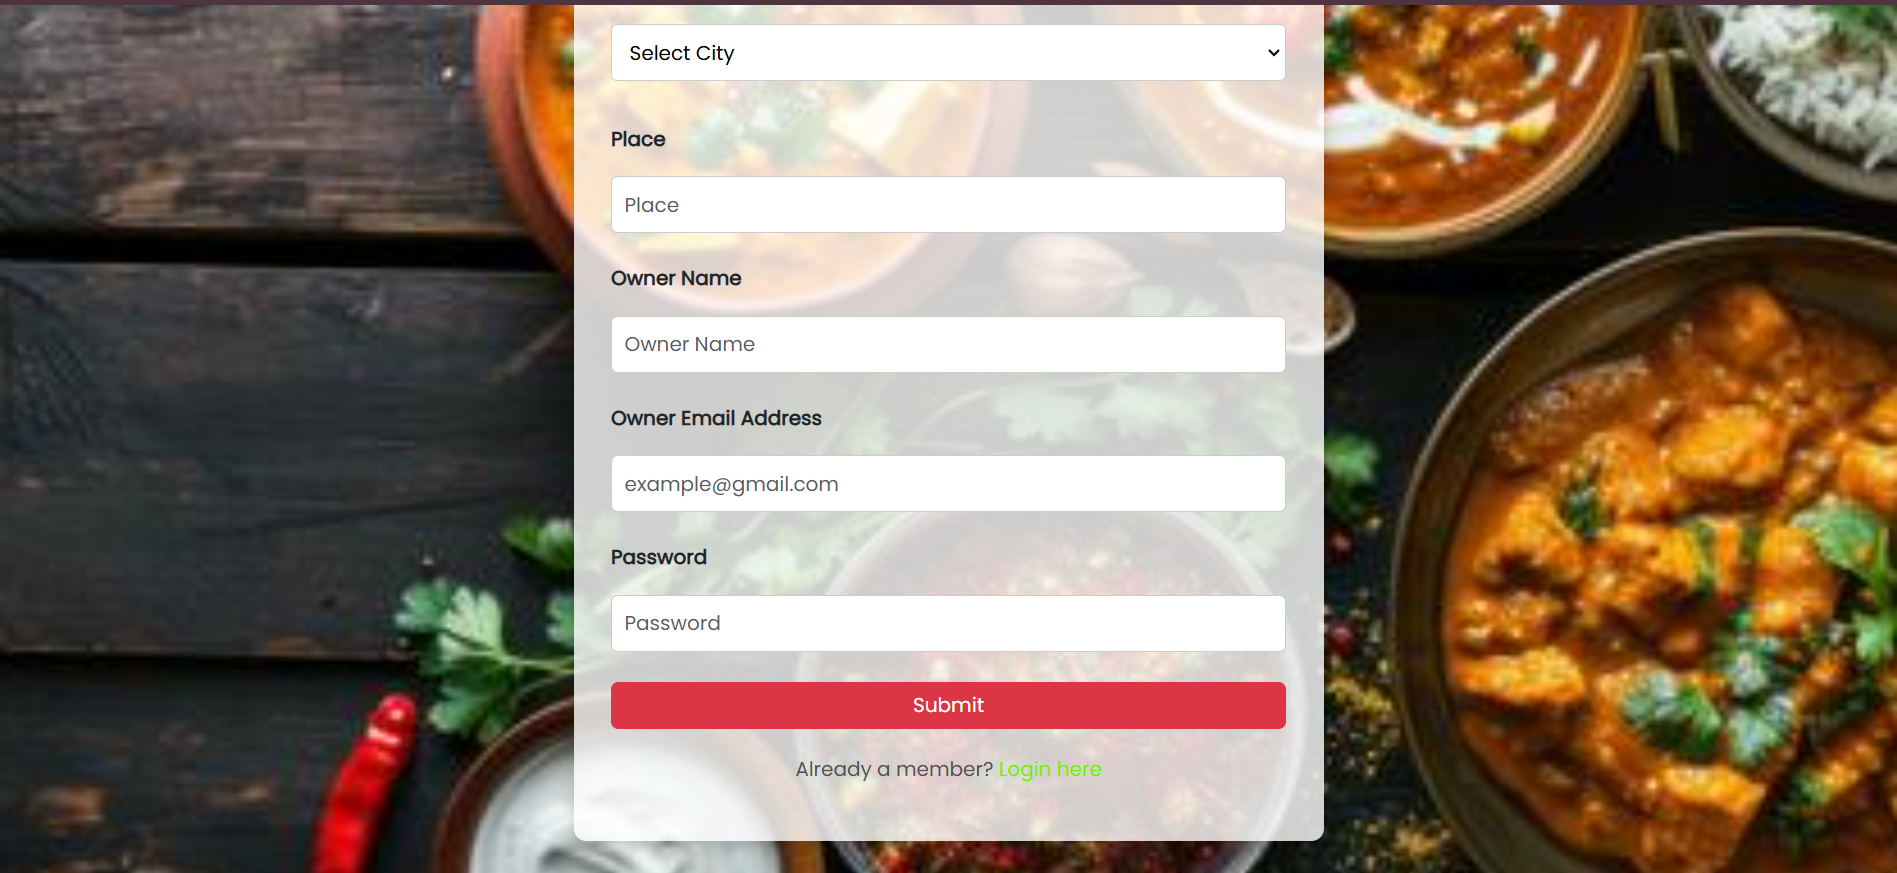 Select City
Place
Place
Owner Name
Owner Name
Owner Email Address
example@gmail.com
Password
Password
Submit
Already a member? Login here